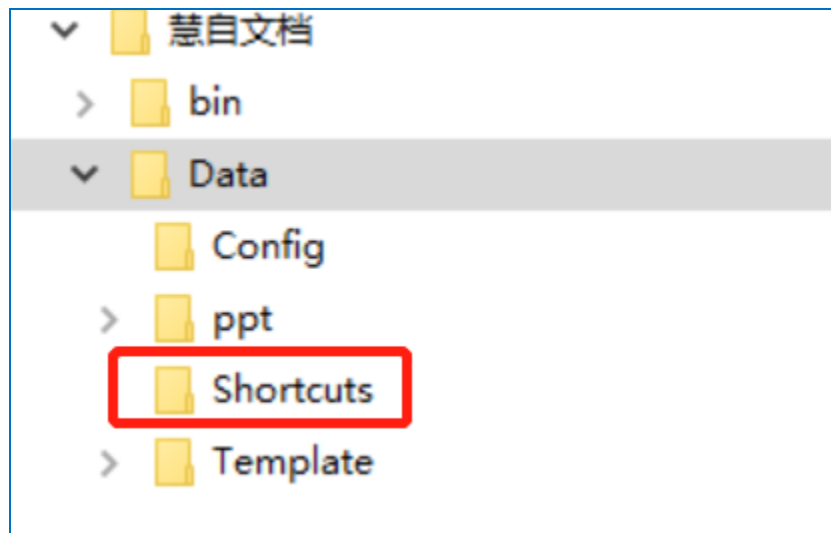 慧自文档
bin
Data
Config
ppt
Shortcuts
Template